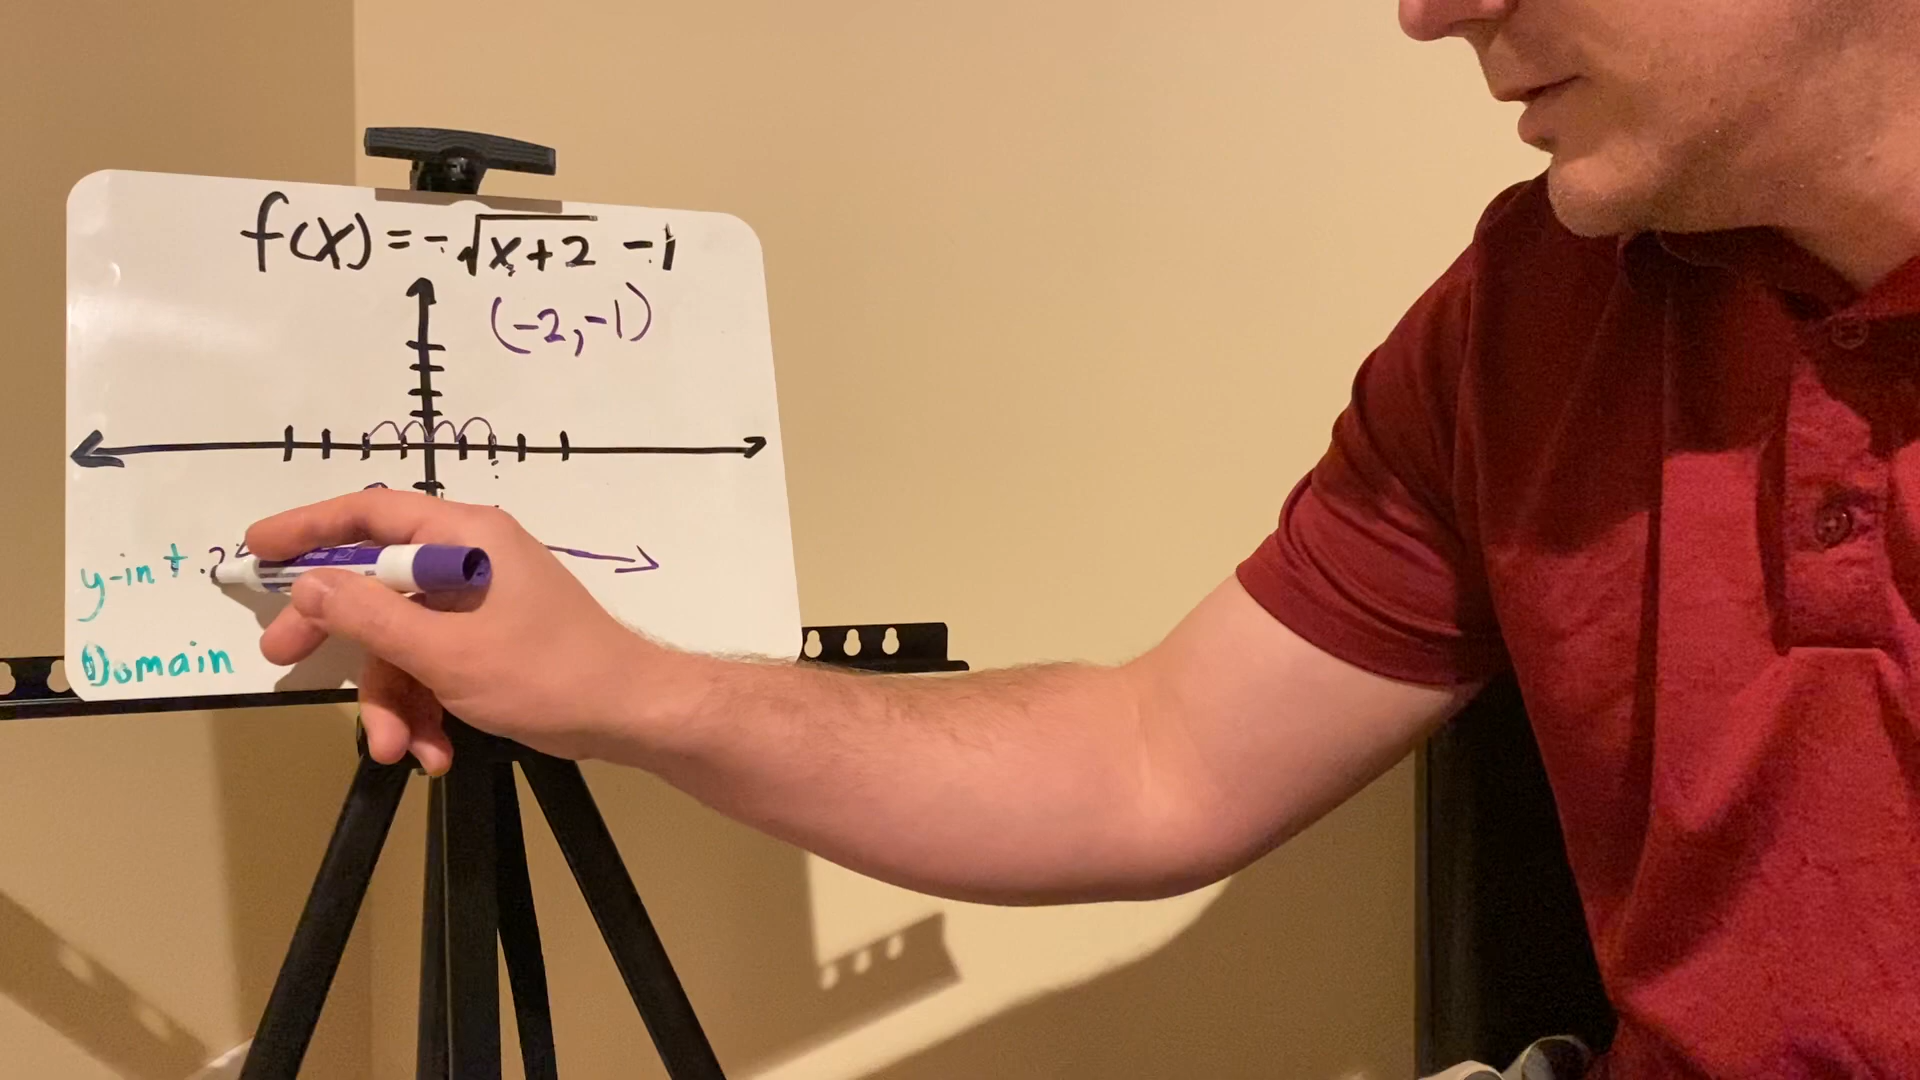 f(x) = -√x+2 -1
(-2,-1)
y-int
Domain